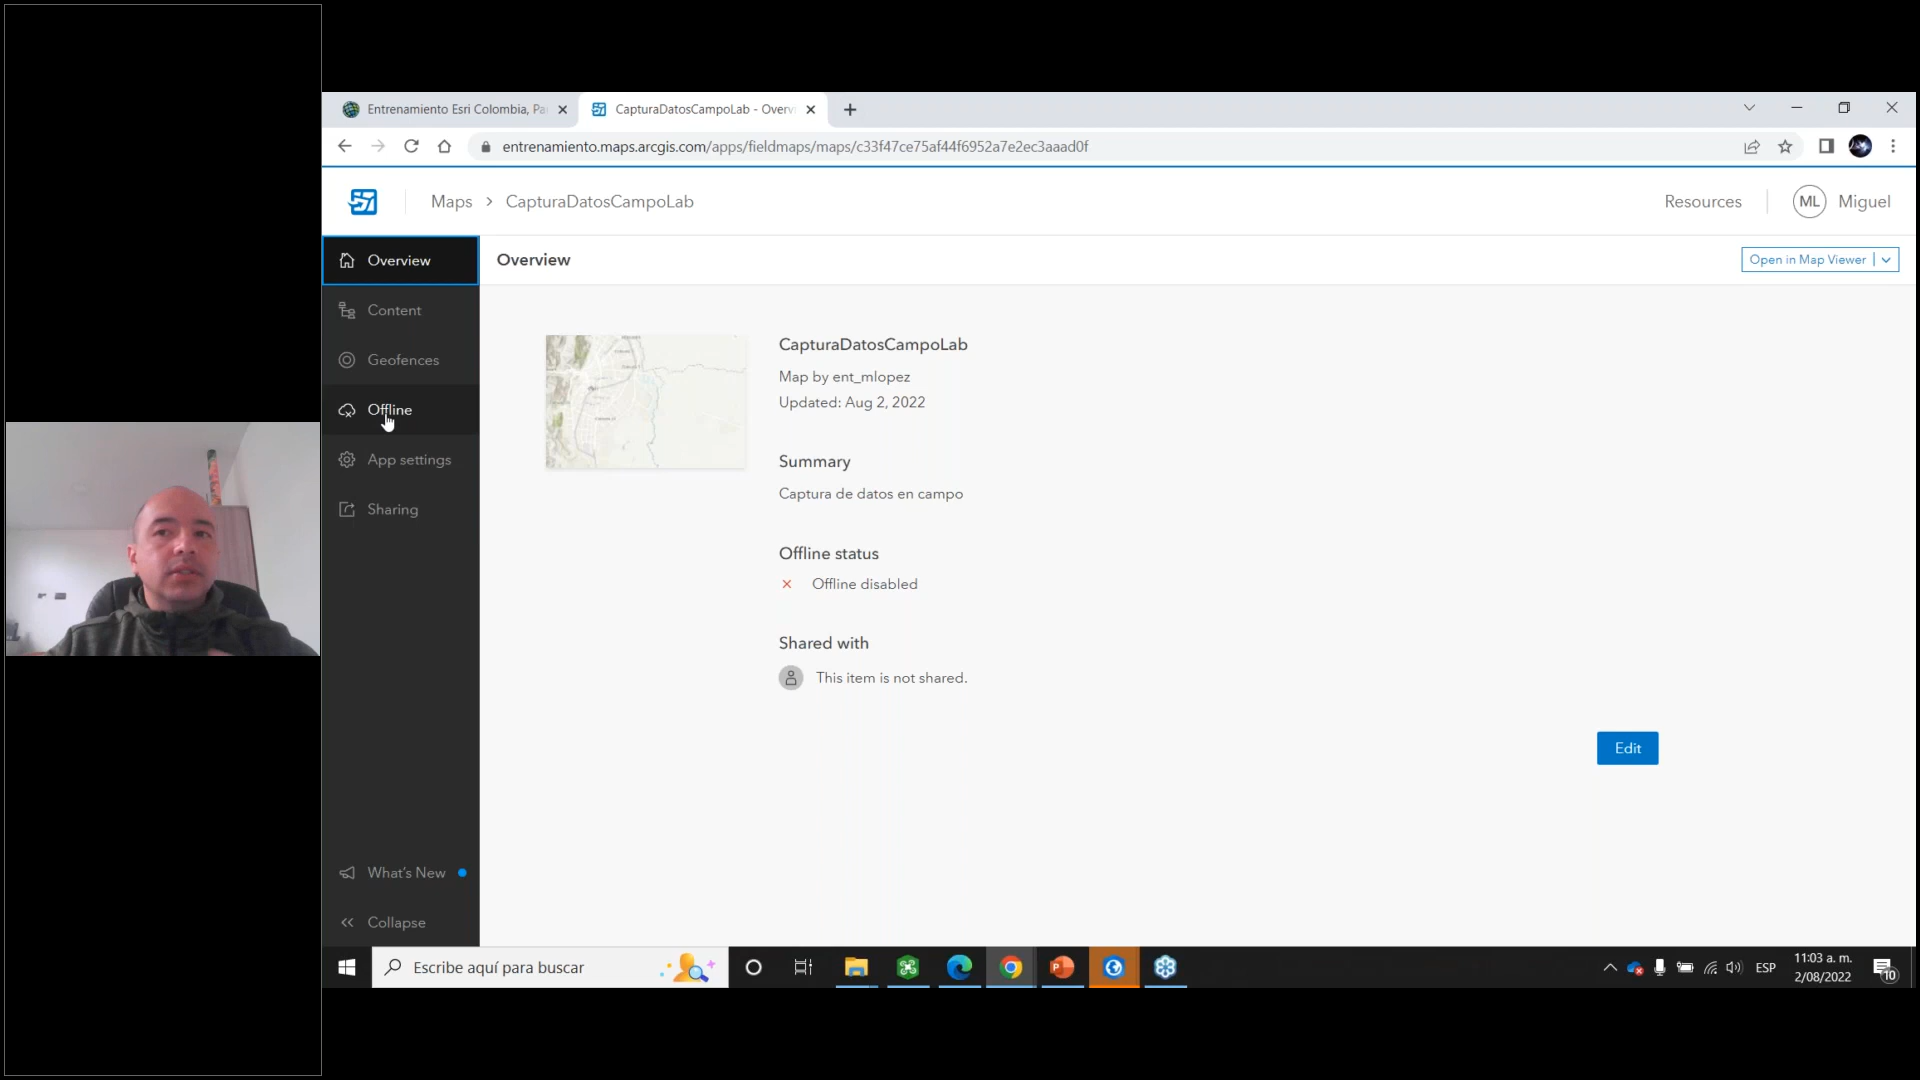 Entrenamiento Esri Colombia, Pa
CapturaDatosCampoLab - Overv
entrenamiento.maps.arcgis.com/apps/fieldmaps/maps/c33f47ce75af44f6952a7e2ec3aaad0f
Maps > CapturaDatosCampoLab
Resources
ML
Miguel
Overview
Content
Geofences
Offline
App settings
Sharing
What's New
Collapse
Overview
Open in Map Viewer
CapturaDatosCampoLab
Map by ent_mlopez
Updated: Aug 2, 2022
Summary
Captura de datos en campo
Offline status
Offline disabled
Shared with
This item is not shared.
Edit
Escribe aquí para buscar
ESP
11:03 a. m.
2/08/2022
10